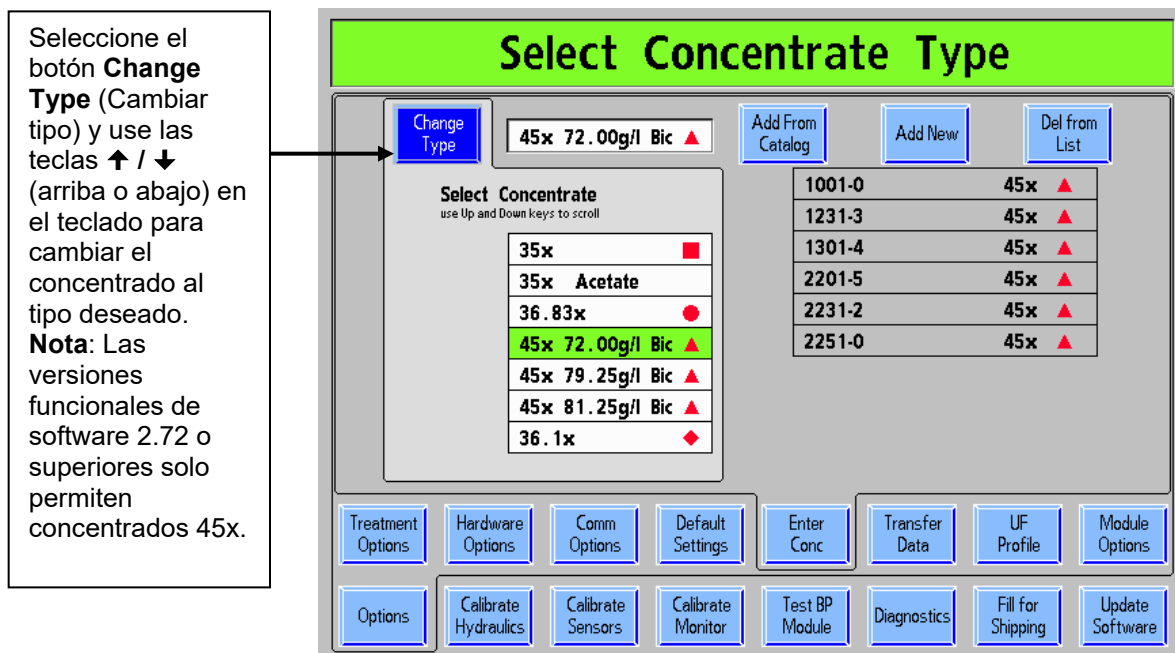 Seleccione el
botón Change
Type (Cambiar
tipo) y use las
teclas ↑ / ↓
(arriba o abajo) en
el teclado para
cambiar el
concentrado al
tipo deseado.
Nota: Las
versiones
funcionales de
software 2.72 o
superiores solo
permiten
concentrados 45x.
Select Concentrate Type
Change
Type
45x 72.00g/l Bic ▲
Add From
Catalog
Add New
Del from
List
Select Concentrate
use Up and Down keys to scroll
35x ■
35x Acetate
36.83x ●
45x 72.00g/l Bic ▲
45x 79.25g/l Bic ▲
45x 81.25g/l Bic ▲
36.1x ◆
1001-0 45x ▲
1231-3 45x ▲
1301-4 45x ▲
2201-5 45x ▲
2231-2 45x ▲
2251-0 45x ▲
Treatment
Options
Hardware
Options
Comm
Options
Default
Settings
Enter
Conc
Transfer
Data
UF
Profile
Module
Options
Options
Calibrate
Hydraulics
Calibrate
Sensors
Calibrate
Monitor
Test BP
Module
Diagnostics
Fill for
Shipping
Update
Software